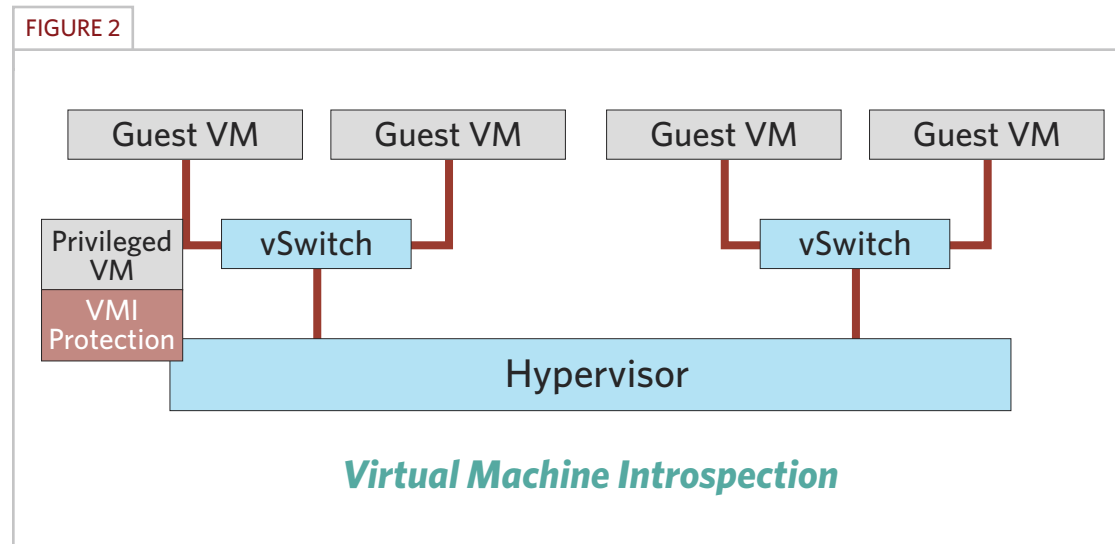 FIGURE 2
Guest VM
Guest VM
Guest VM
Guest VM
Privileged
VM
vSwitch
vSwitch
VMI
Protection
Hypervisor
Virtual Machine Introspection